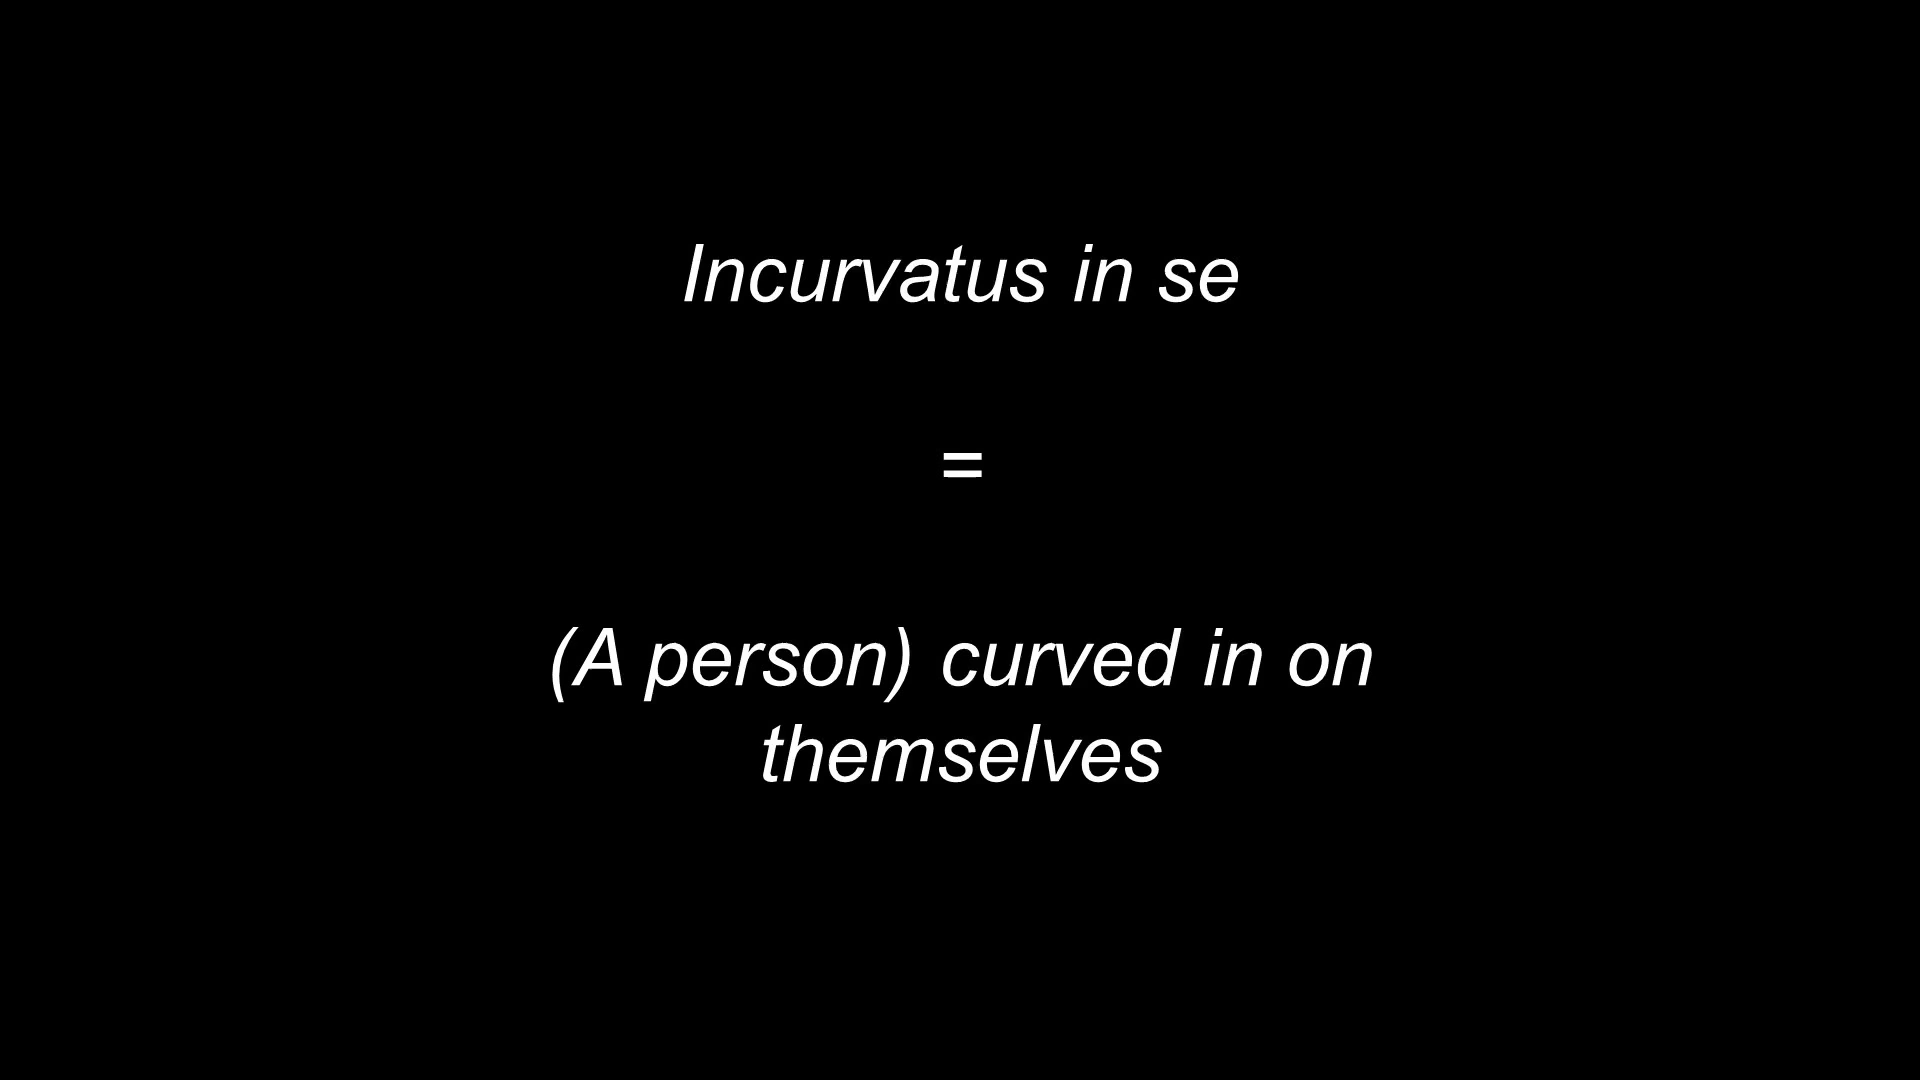 Incurvatus in se
=
(A person) curved in on
themselves